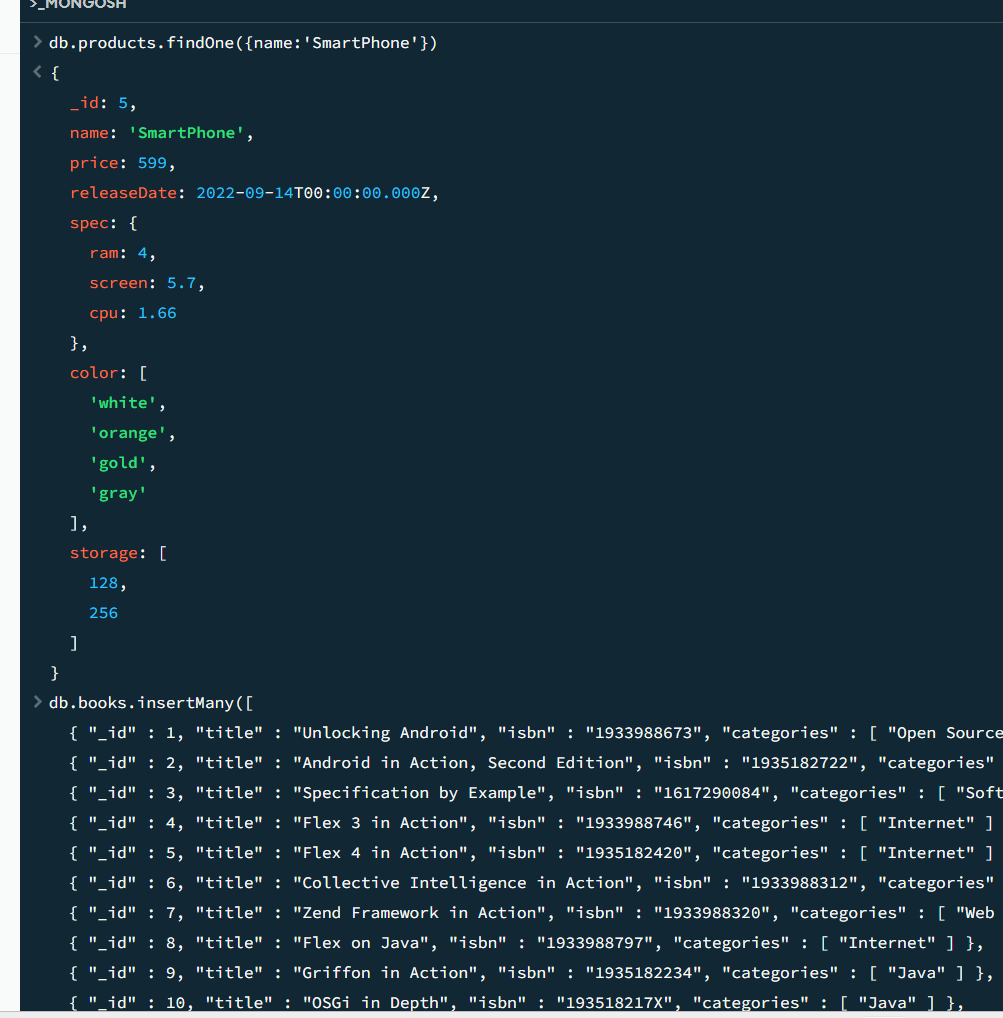 >_MONGOSH
> db.products.findOne({name:'SmartPhone'})
< {
_id: 5,
name: 'SmartPhone',
price: 599,
releaseDate: 2022-09-14T00:00:00.000Z,
spec: {
ram: 4,
screen: 5.7,
cpu: 1.66
},
color: [
'white',
'orange',
'gold',
'gray'
],
storage: [
128,
256
]
}
> db.books.insertMany([
{ "_id" : 1, "title" : "Unlocking Android", "isbn" : "1933988673", "categories" : [ "Open Source
{ "_id" : 2, "title" : "Android in Action, Second Edition", "isbn" : "1935182722", "categories"
{ "_id" : 3, "title" : "Specification by Example", "isbn" : "1617290084", "categories" : [ "Soft
{ "_id" : 4, "title" : "Flex 3 in Action", "isbn" : "1933988746", "categories" : [ "Internet" ]
{ "_id" : 5, "title" : "Flex 4 in Action", "isbn" : "1935182420", "categories" : [ "Internet" ]
{ "_id" : 6, "title" : "Collective Intelligence in Action", "isbn" : "1933988312", "categories"
{ "_id" : 7, "title" : "Zend Framework in Action", "isbn" : "1933988320", "categories" : [ "Web
{ "_id" : 8, "title" : "Flex on Java", "isbn" : "1933988797", "categories" : [ "Internet" ] },
{ "_id" : 9, "title" : "Griffon in Action", "isbn" : "1935182234", "categories" : [ "Java" ] },
{ "_id" : 10, "title" : "OSGi in Depth", "isbn" : "193518217X", "categories" : [ "Java" ] },